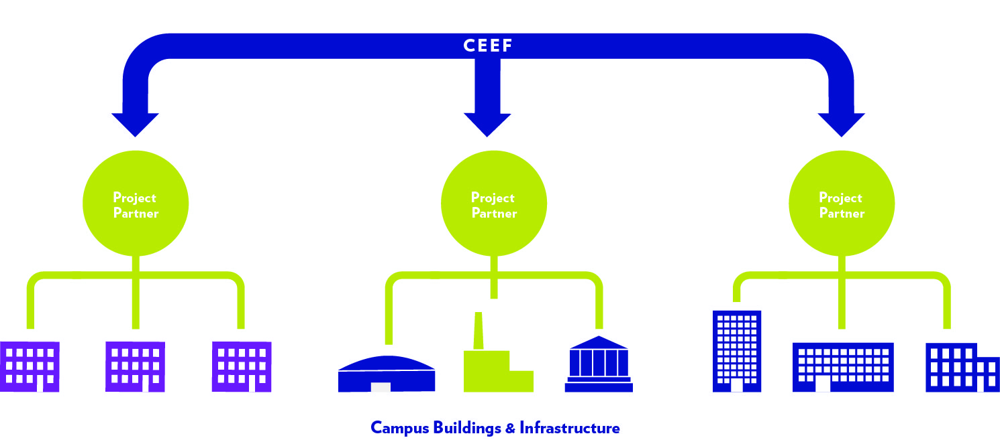 CEEF
Project
Partner
Project
Partner
Project
Partner
Campus Buildings & Infrastructure